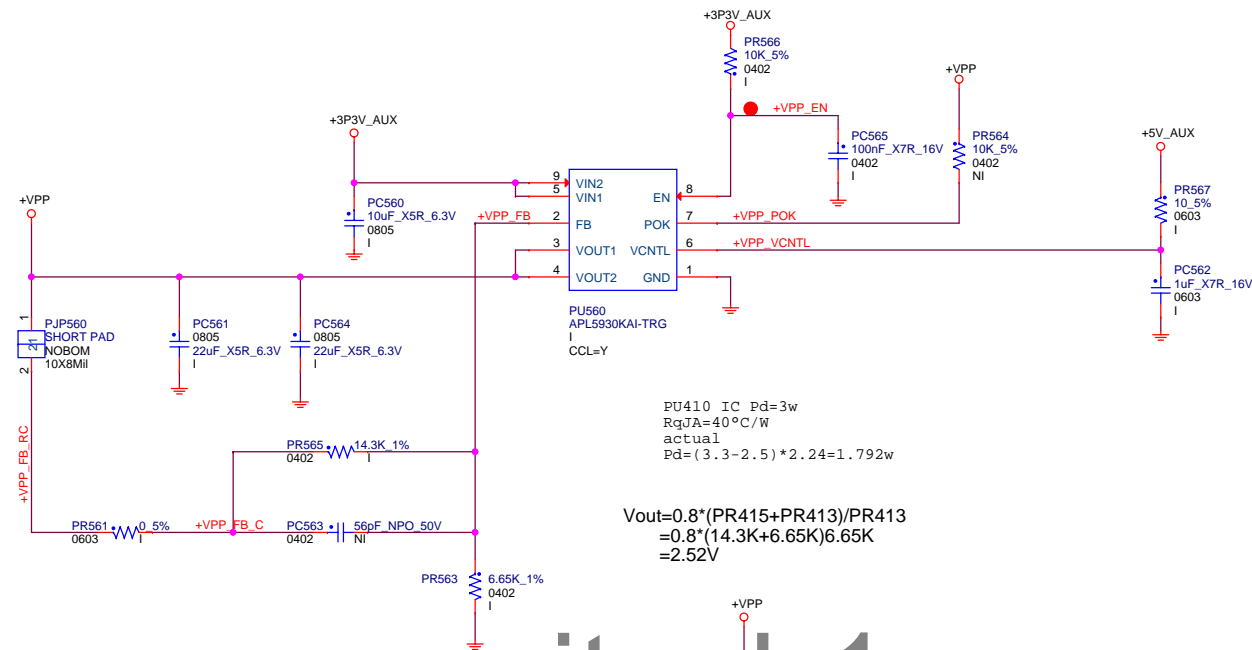 +3P3V_AUX
PR566
10K_5%
0402
I
+VPP_EN
PC565
100nF_X7R_16V
0402
I
+VPP
PR564
10K_5%
0402
NI
+5V_AUX
PR567
10_5%
0603
I
+3P3V_AUX
PC560
10uF_X5R_6.3V
0805
I
+VPP
9 VIN2
5 VIN1
+VPP_FB 2 FB
3 VOUT1
4 VOUT2
EN 8
POK 7 +VPP_POK
VCNTL 6 +VPP_VCNTL
GND 1
PU560
APL5930KAI-TRG
I
CCL=Y
PC562
1uF_X7R_16V
0603
I
1
PJP560
SHORT PAD
NOBOM
10X8Mil
21
2
PC561
0805
22uF_X5R_6.3V
I
PC564
0805
22uF_X5R_6.3V
I
+VPP_FB_RC
PR565 14.3K_1%
0402 I
PR561 0_5%
0603 I
+VPP_FB_C
PC563 56pF_NPO_50V
0402 NI
PR563 6.65K_1%
0402
I
PU410 IC Pd=3w
RqJA=40°C/W
actual
Pd=(3.3-2.5)*2.24=1.792w
Vout=0.8*(PR415+PR413)/PR413
=0.8*(14.3K+6.65K)6.65K
=2.52V
+VPP